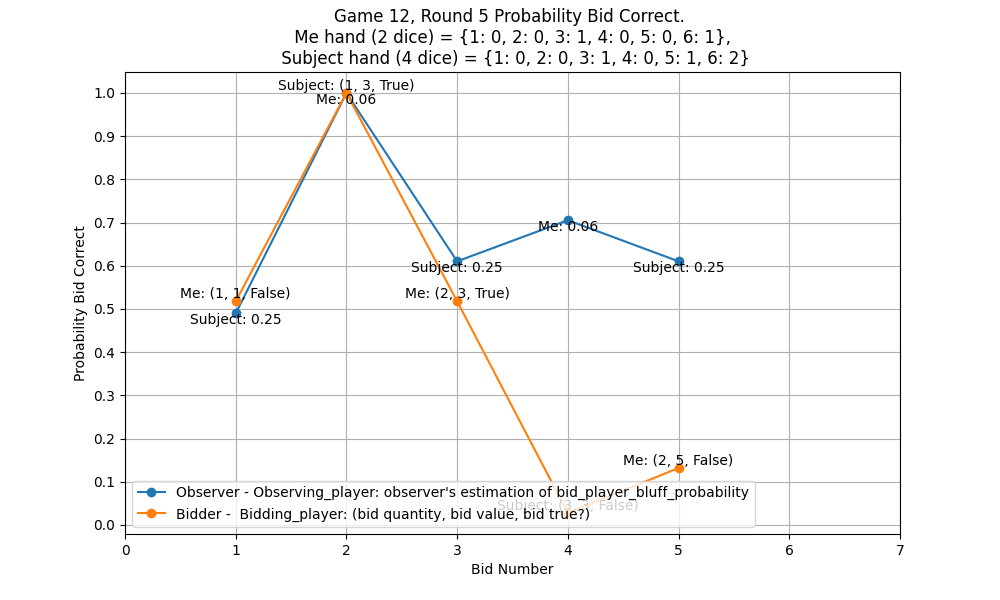 Game 12, Round 5 Probability Bid Correct.
Me hand (2 dice) = {1: 0, 2: 0, 3: 1, 4: 0, 5: 0, 6: 1},
Subject hand (4 dice) = {1: 0, 2: 0, 3: 1, 4: 0, 5: 1, 6: 2}
Probability Bid Correct
1.0
0.9
0.8
0.7
0.6
0.5
0.4
0.3
0.2
0.1
0.0
Subject: (1, 3, True)
Me: 0.06
Me: 0.06
Subject: 0.25
Subject: 0.25
Me: (1, 1, False)
Me: (2, 3, True)
Subject: 0.25
Me: (2, 5, False)
Observer - Observing_player: observer's estimation of bid_player_bluff_probability
Subject: (3, False)
Bidder -  Bidding_player: (bid quantity, bid value, bid true?)
0
1
2
3
4
5
6
7
Bid Number